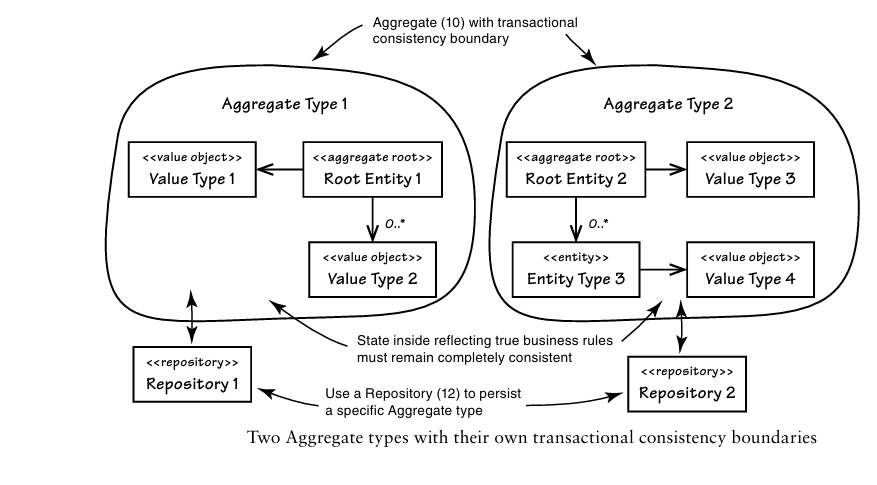 Aggregate (10) with transactional
consistency boundary
Aggregate Type 1
<<value object>>
Value Type 1
<<aggregate root>>
Root Entity 1
0..*
<<value object>>
Value Type 2
Aggregate Type 2
<<aggregate root>>
Root Entity 2
<<value object>>
Value Type 3
0..*
<<entity>>
Entity Type 3
<<value object>>
Value Type 4
State inside reflecting true business rules
must remain completely consistent
<<repository>>
Repository 1
<<repository>>
Repository 2
Use a Repository (12) to persist
a specific Aggregate type
Two Aggregate types with their own transactional consistency boundaries